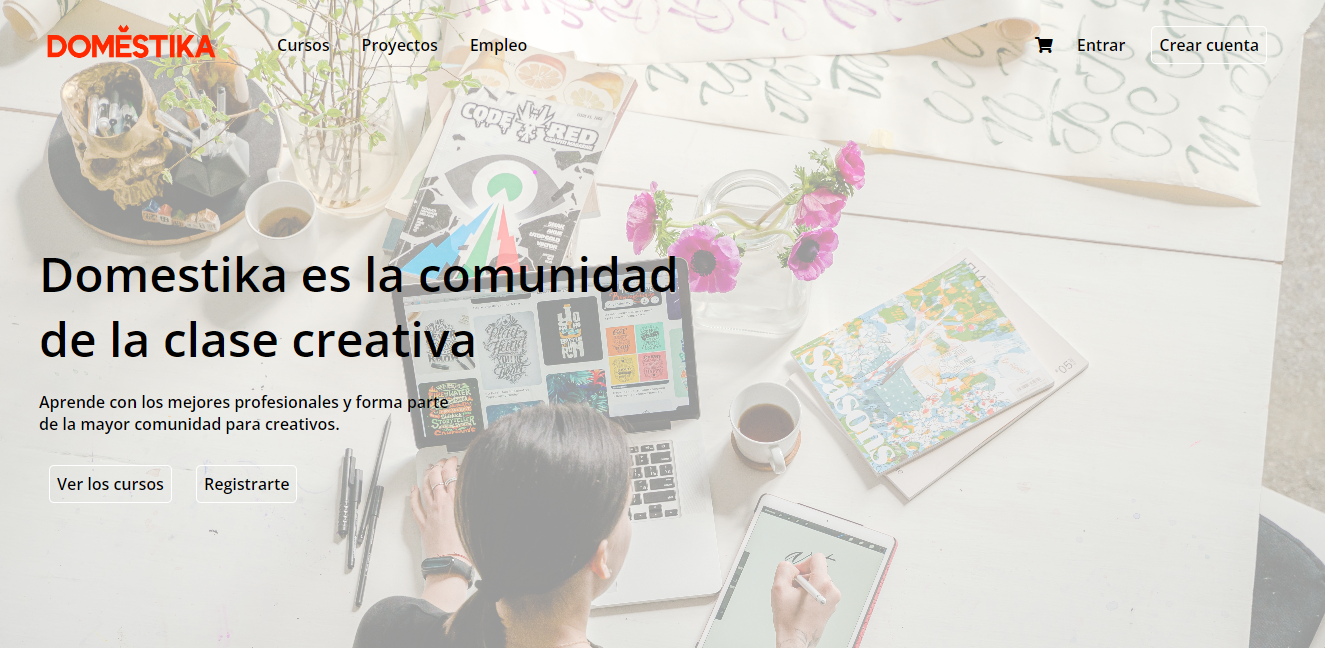 DOMĔSTIKA
Cursos Proyectos Empleo Entrar Crear cuenta
CODE RED
Domestika es la comunidad
de la clase creativa
Seasons
Aprende con los mejores profesionales y forma parte
de la mayor comunidad para creativos.
Ver los cursos Registrarte